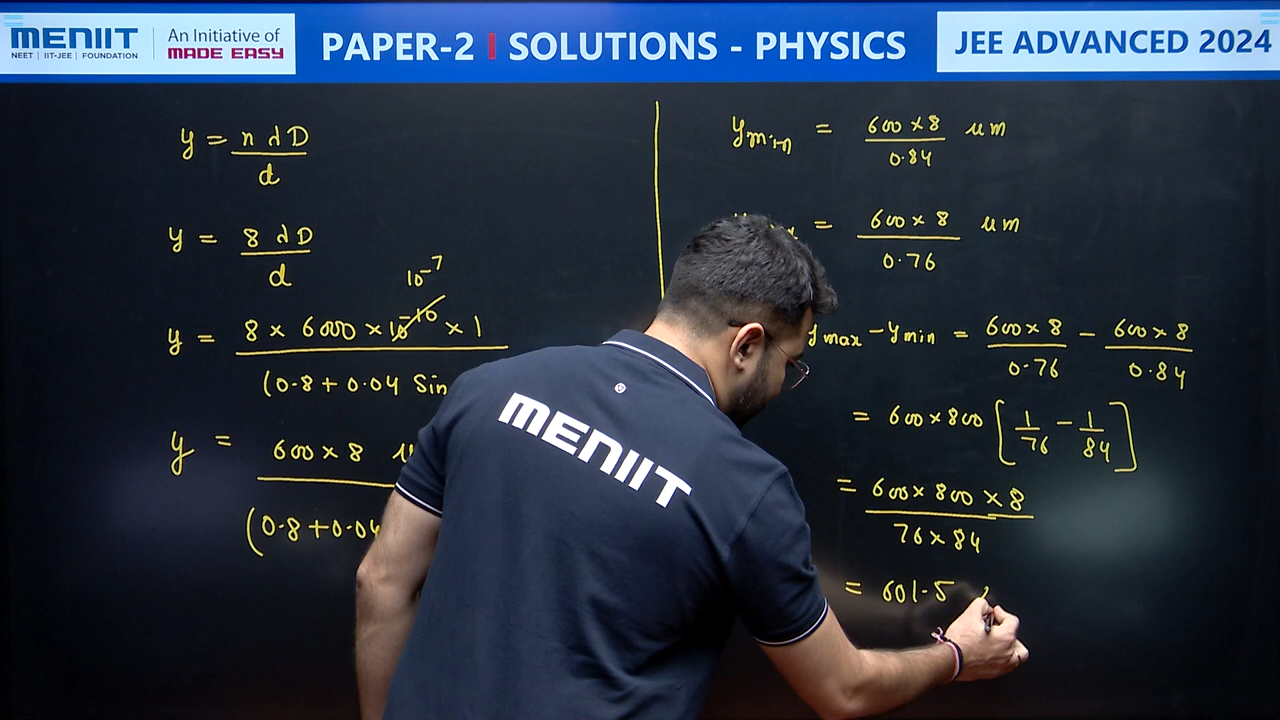 MENIIT
NEET | IIT-JEE | FOUNDATION
An Initiative of
MADE EASY
PAPER-2 | SOLUTIONS - PHYSICS
JEE ADVANCED 2024
y = nλD/d
y = 8λD/d
10⁻⁷
y = 8 × 6000 × 10⁻¹⁰ × 1 / (0.8 + 0.04 Sin
y = 600 × 8 / (0.8 + 0.04
y min = 600 × 8 / 0.84 um
= 600 × 8 / 0.76 um
y max − y min = 600 × 8 / 0.76 − 600 × 8 / 0.84
= 600 × 800 [1/76 − 1/84]
= 600 × 800 × 8 / 76 × 84
= 601.5
MENIIT